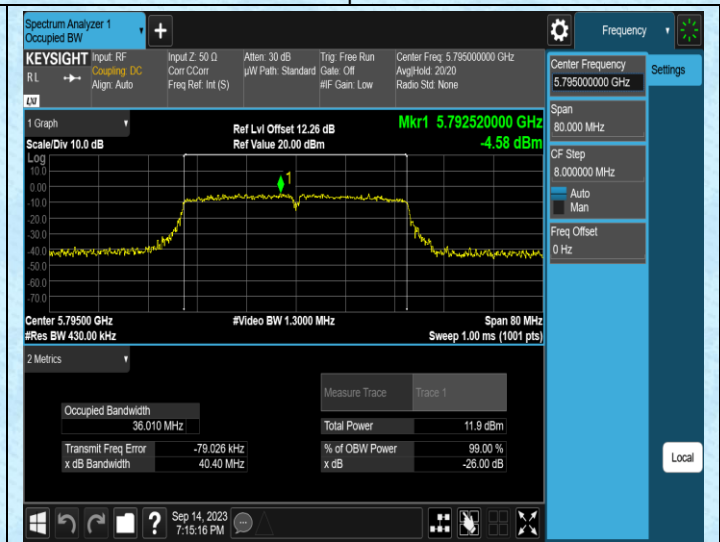 Spectrum Analyzer 1
Occupied BW
+
Frequency
KEYSIGHT
R L
LXI
Input: RF
Coupling: DC
Align: Auto
Input Z: 50 Ω
Corr CCorr
Freq Ref: Int (S)
Atten: 30 dB
µW Path: Standard
Trig: Free Run
Gate: Off
#IF Gain: Low
Center Freq: 5.795000000 GHz
Avg|Hold: 20/20
Radio Std: None
Center Frequency
5.795000000 GHz
Settings
Span
80.000 MHz
CF Step
8.000000 MHz
Auto
Man
Freq Offset
0 Hz
Local
1 Graph
Scale/Div 10.0 dB
Ref Lvl Offset 12.26 dB
Ref Value 20.00 dBm
Mkr1 5.792520000 GHz
-4.58 dBm
Log
10.0
0.00
-10.0
-20.0
-30.0
-40.0
-50.0
-60.0
-70.0
1
Center 5.79500 GHz
#Res BW 430.00 kHz
#Video BW 1.3000 MHz
Span 80 MHz
Sweep 1.00 ms (1001 pts)
2 Metrics
Measure Trace Trace 1
Occupied Bandwidth
36.010 MHz
Total Power 11.9 dBm
Transmit Freq Error -79.026 kHz
% of OBW Power 99.00 %
x dB Bandwidth 40.40 MHz
x dB -26.00 dB
?
Sep 14, 2023
7:15:16 PM